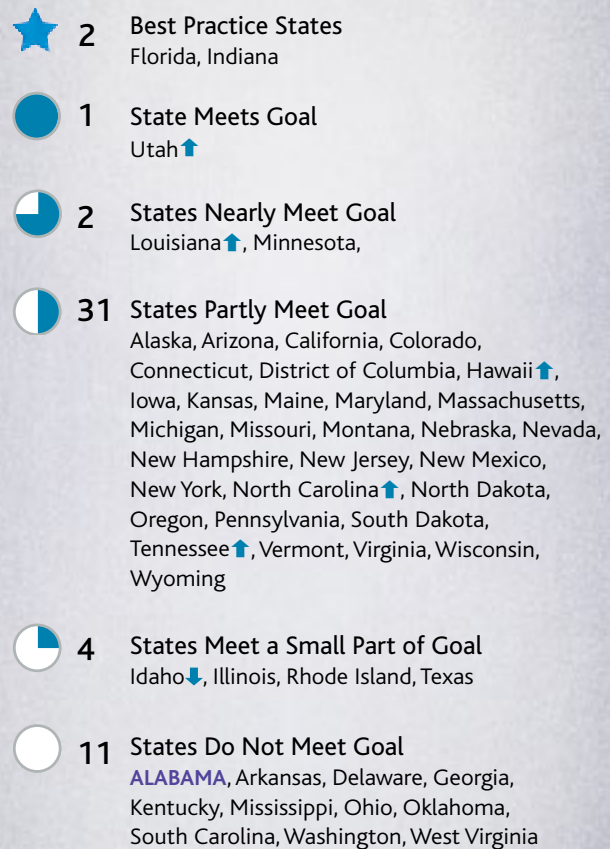 2 Best Practice States
Florida, Indiana
1 State Meets Goal
Utah⬆
2 States Nearly Meet Goal
Louisiana⬆, Minnesota,
31 States Partly Meet Goal
Alaska, Arizona, California, Colorado,
Connecticut, District of Columbia, Hawaii⬆,
Iowa, Kansas, Maine, Maryland, Massachusetts,
Michigan, Missouri, Montana, Nebraska, Nevada,
New Hampshire, New Jersey, New Mexico,
New York, North Carolina⬆, North Dakota,
Oregon, Pennsylvania, South Dakota,
Tennessee⬆, Vermont, Virginia, Wisconsin,
Wyoming
4 States Meet a Small Part of Goal
Idaho⬇, Illinois, Rhode Island, Texas
11 States Do Not Meet Goal
ALABAMA, Arkansas, Delaware, Georgia,
Kentucky, Mississippi, Ohio, Oklahoma,
South Carolina, Washington, West Virginia